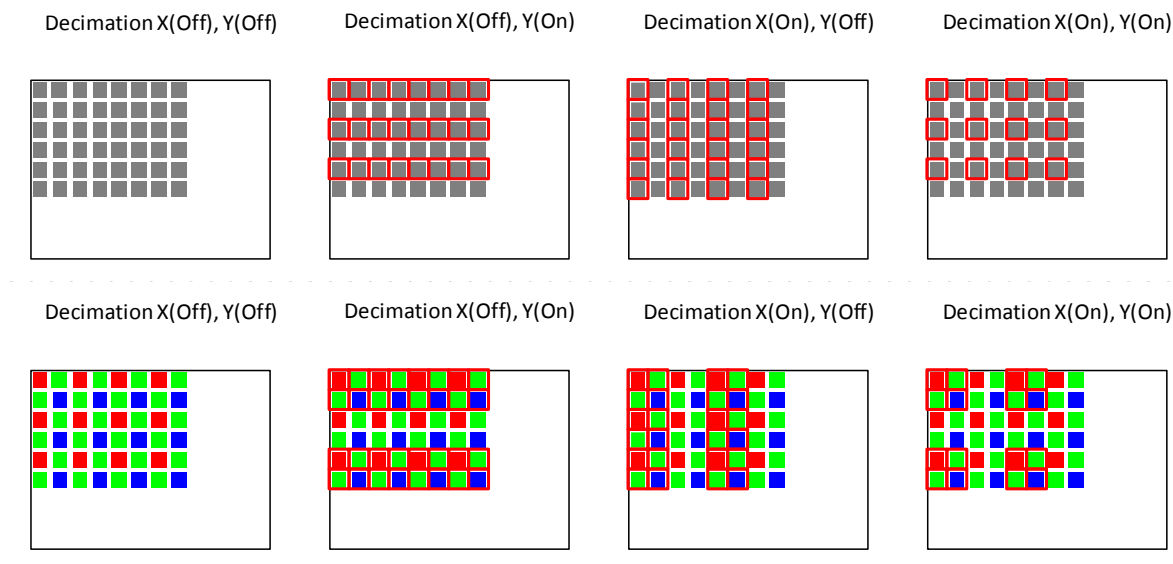 Decimation X(Off), Y(Off)
Decimation X(Off), Y(On)
Decimation X(On), Y(Off)
Decimation X(On), Y(On)
Decimation X(Off), Y(Off)
Decimation X(Off), Y(On)
Decimation X(On), Y(Off)
Decimation X(On), Y(On)